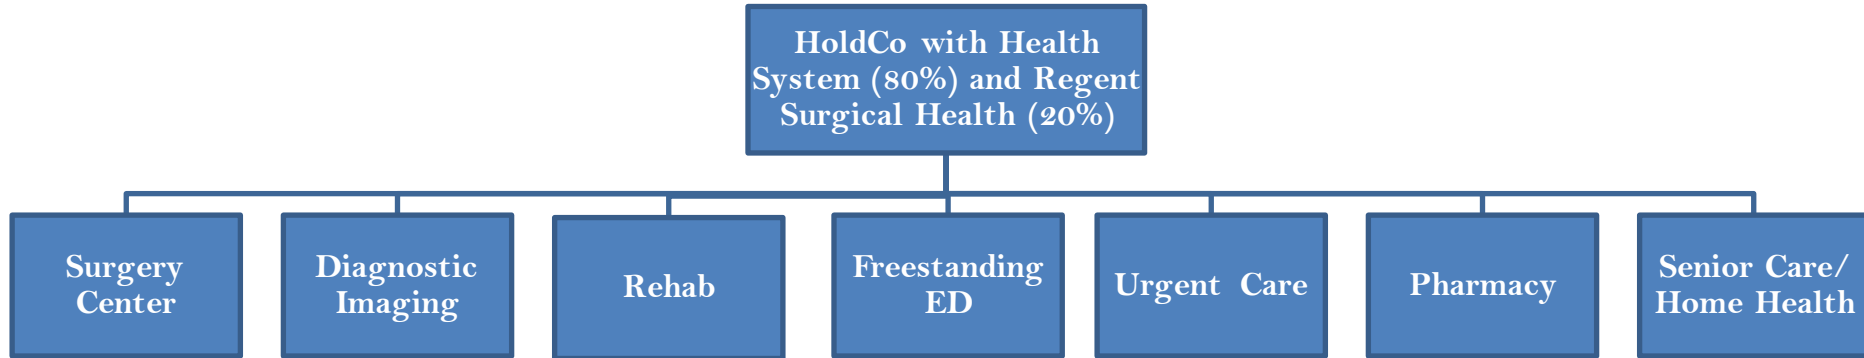 HoldCo with Health
System (80%) and Regent
Surgical Health (20%)
Surgery
Center
Diagnostic
Imaging
Rehab
Freestanding
ED
Urgent Care
Pharmacy
Senior Care/
Home Health